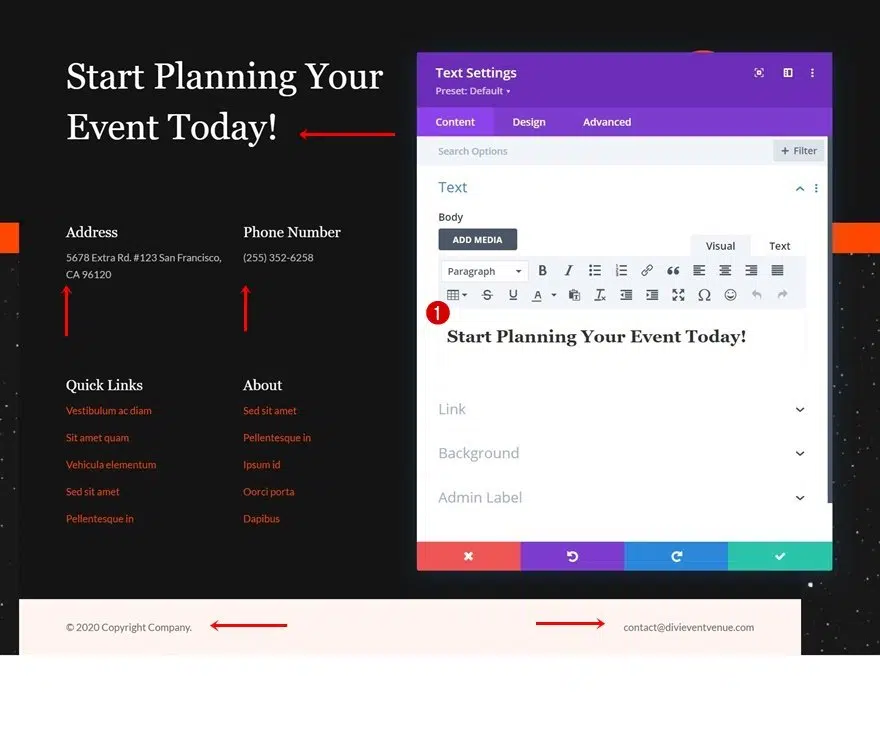 Start Planning Your
Event Today!
Address
5678 Extra Rd. #123 San Francisco,
CA 96120
Phone Number
(255) 352-6258
Quick Links
Vestibulum ac diam
Sit amet quam
Vehicula elementum
Sed sit amet
Pellentesque in
About
Sed sit amet
Pellentesque in
Ipsum id
Oorci porta
Dapibus
Text Settings
Preset: Default
Content Design Advanced
Search Options
+ Filter
Text
Body
ADD MEDIA
Visual Text
Paragraph
1
Start Planning Your Event Today!
Link
Background
Admin Label
© 2020 Copyright Company.
contact@divieventvenue.com